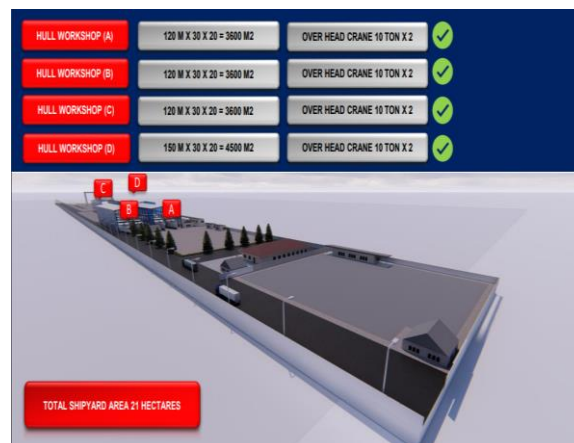 HULL WORKSHOP (A) 120 M X 30 X 20 = 3600 M2 OVER HEAD CRANE 10 TON X 2
HULL WORKSHOP (B) 120 M X 30 X 20 = 3600 M2 OVER HEAD CRANE 10 TON X 2
HULL WORKSHOP (C) 120 M X 30 X 20 = 3600 M2 OVER HEAD CRANE 10 TON X 2
HULL WORKSHOP (D) 150 M X 30 X 20 = 4500 M2 OVER HEAD CRANE 10 TON X 2
D
C
B A
TOTAL SHIPYARD AREA 21 HECTARES